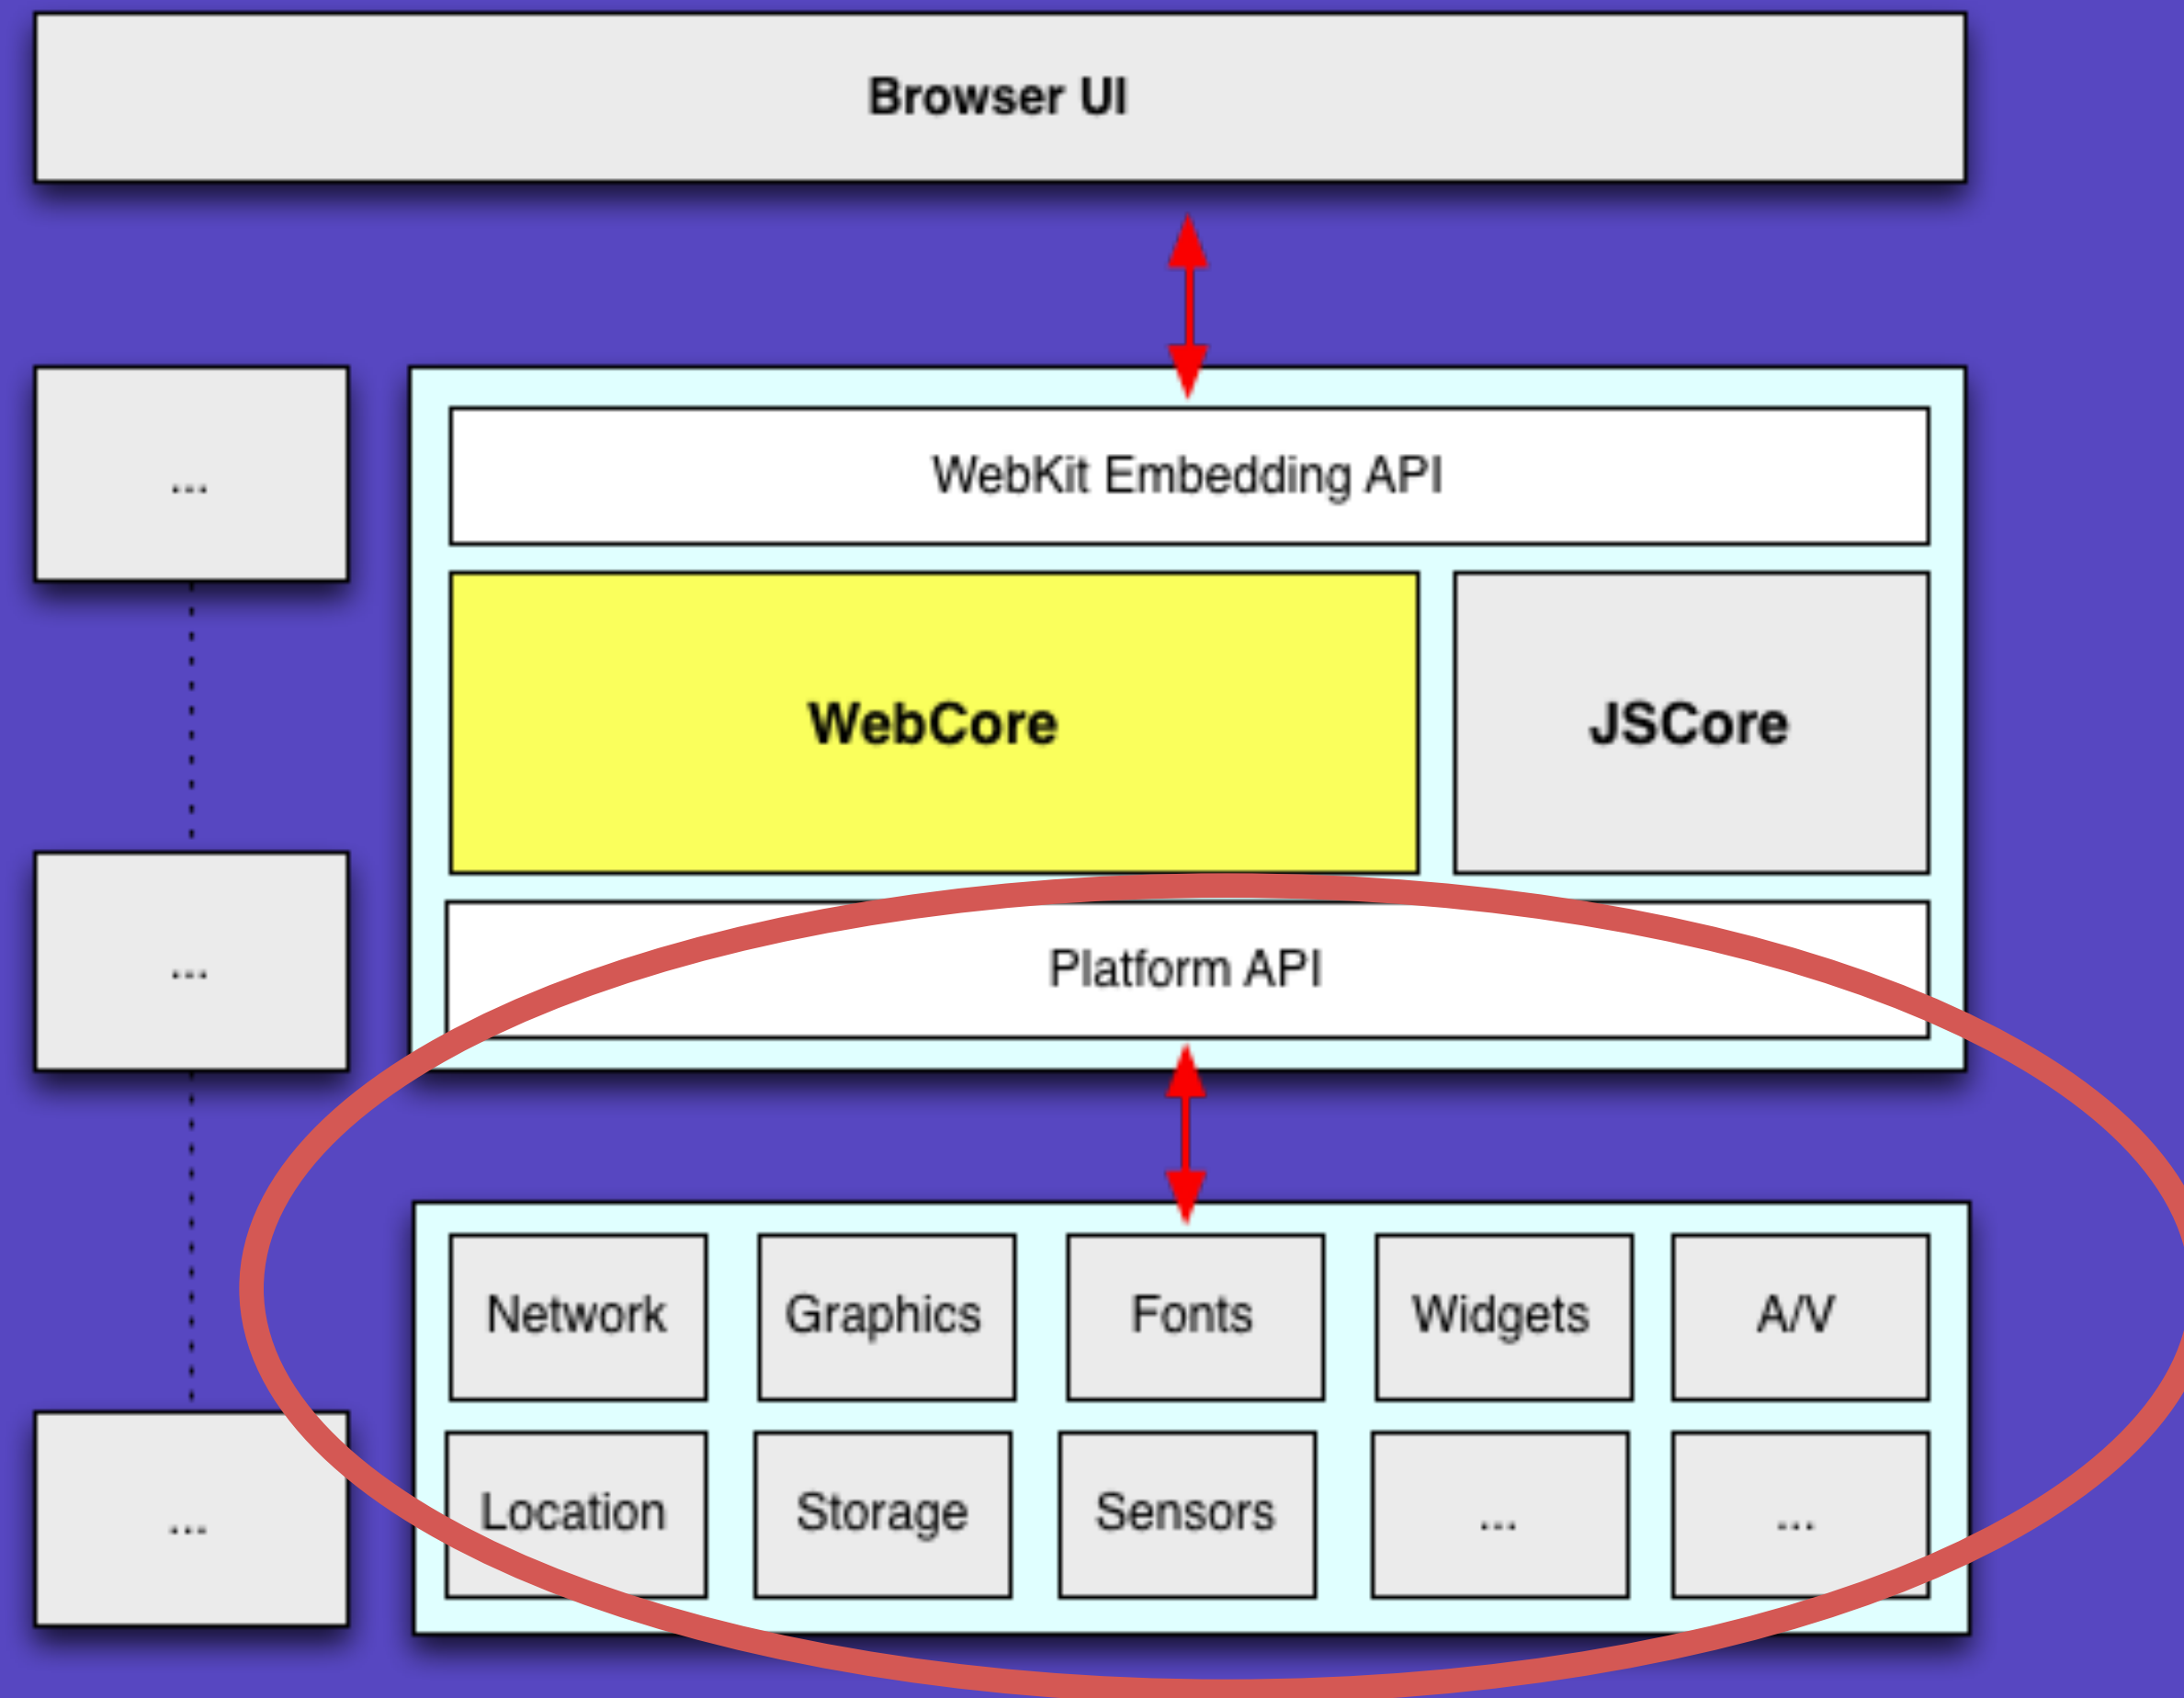 Browser UI
...
WebKit Embedding API
WebCore
JSCore
...
Platform API
Network
Graphics
Fonts
Widgets
A/V
...
Location
Storage
Sensors
...
...